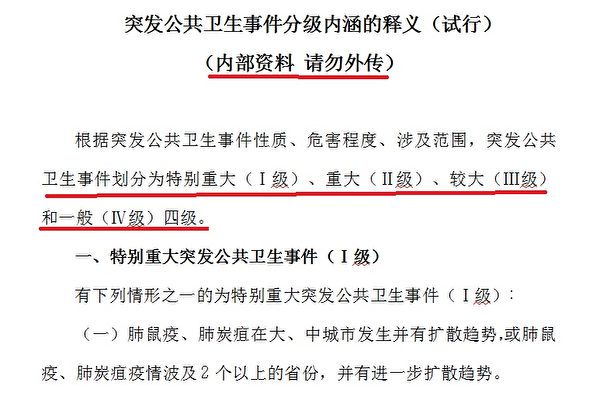 突发公共卫生事件分级内涵的释义（试行）
（内部资料 请勿外传）
根据突发公共卫生事件性质、危害程度、涉及范围，突发公共
卫生事件划分为特别重大（Ⅰ级）、重大（Ⅱ级）、较大（Ⅲ级）
和一般（Ⅳ级）四级。
一、特别重大突发公共卫生事件（Ⅰ级）
有下列情形之一的为特别重大突发公共卫生事件（Ⅰ级）：
（一）肺鼠疫、肺炭疽在大、中城市发生并有扩散趋势，或肺鼠
疫、肺炭疽疫情波及2个以上的省份，并有进一步扩散趋势。